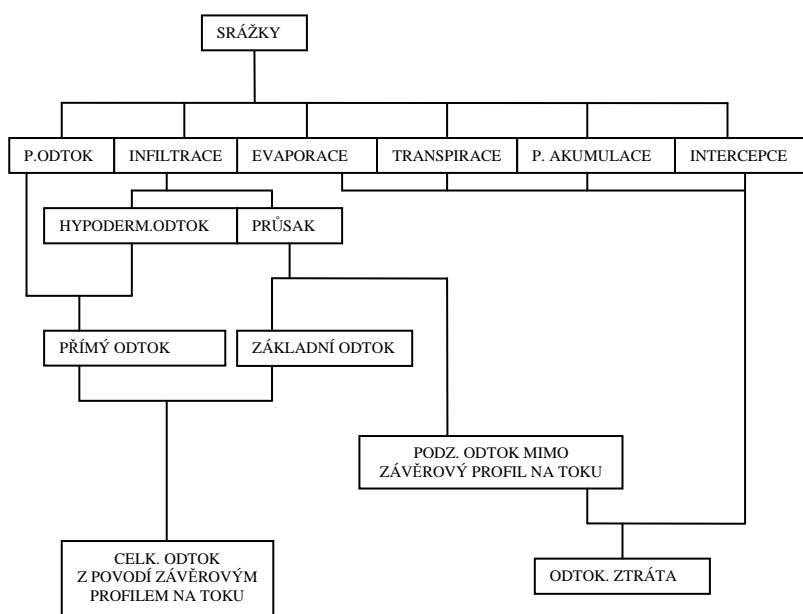 SRÁŽKY
P.ODTOK
INFILTRACE
EVAPORACE
TRANSPIRACE
P. AKUMULACE
INTERCEPCE
HYPODERM.ODTOK
PRŮSAK
PŘÍMÝ ODTOK
ZÁKLADNÍ ODTOK
PODZ. ODTOK MIMO
ZÁVĚROVÝ PROFIL NA TOKU
CELK. ODTOK
Z POVODÍ ZÁVĚROVÝM
PROFILEM NA TOKU
ODTOK. ZTRÁTA